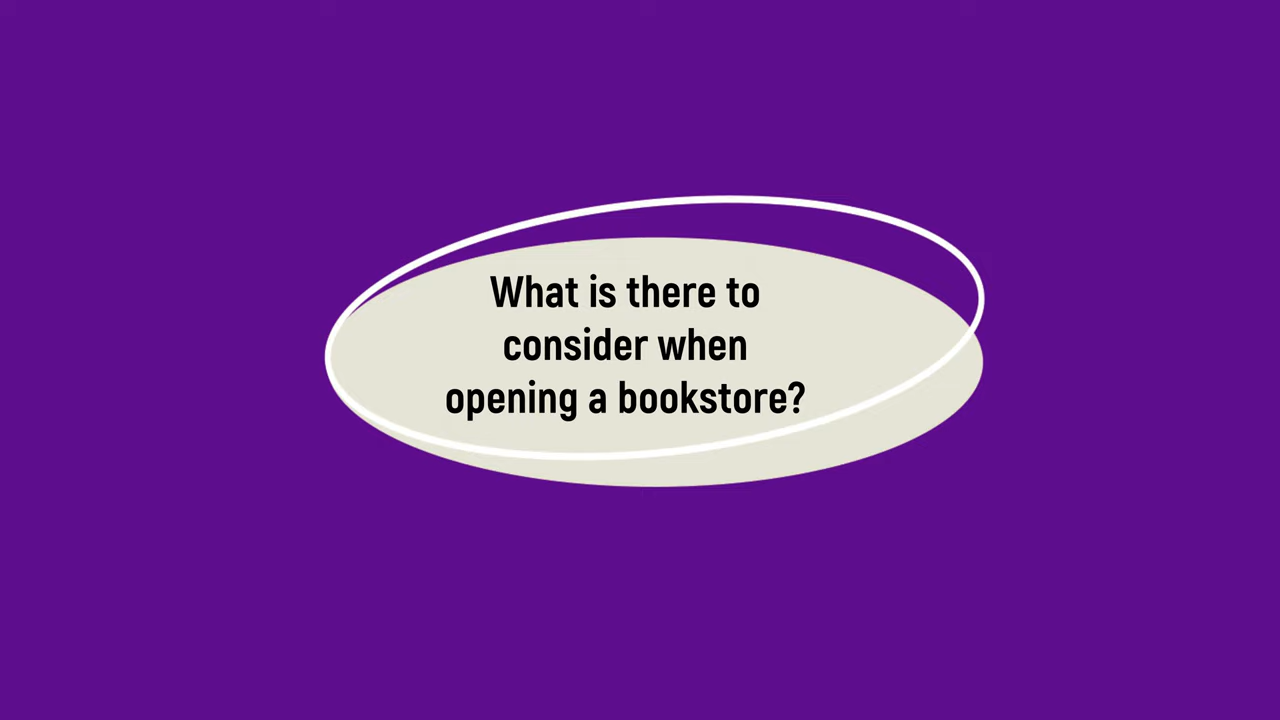 What is there to
consider when
opening a bookstore?